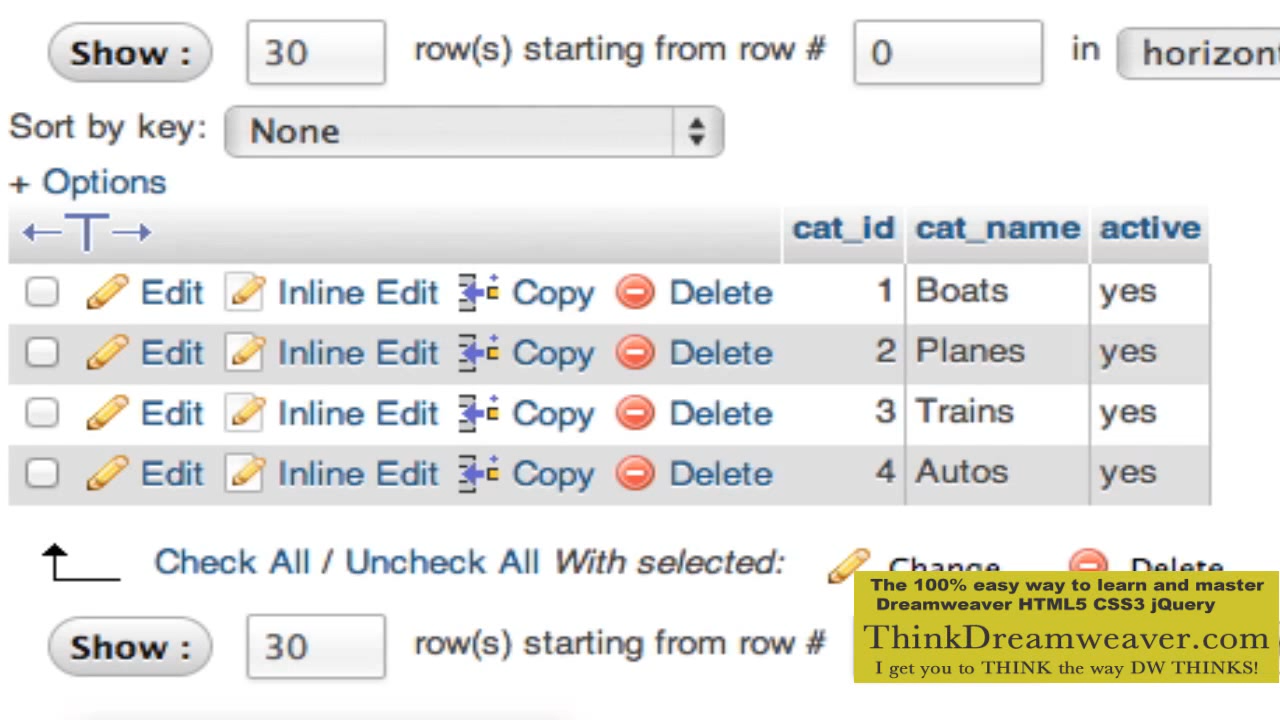 Show : 30 row(s) starting from row # 0 in horizont
Sort by key: None
+ Options
cat_id cat_name active
Edit Inline Edit Copy Delete 1 Boats yes
Edit Inline Edit Copy Delete 2 Planes yes
Edit Inline Edit Copy Delete 3 Trains yes
Edit Inline Edit Copy Delete 4 Autos yes
Check All / Uncheck All With selected: Change Delete
The 100% easy way to learn and master
Dreamweaver HTML5 CSS3 jQuery
ThinkDreamweaver.com
I get you to THINK the way DW THINKS!
Show : 30 row(s) starting from row #